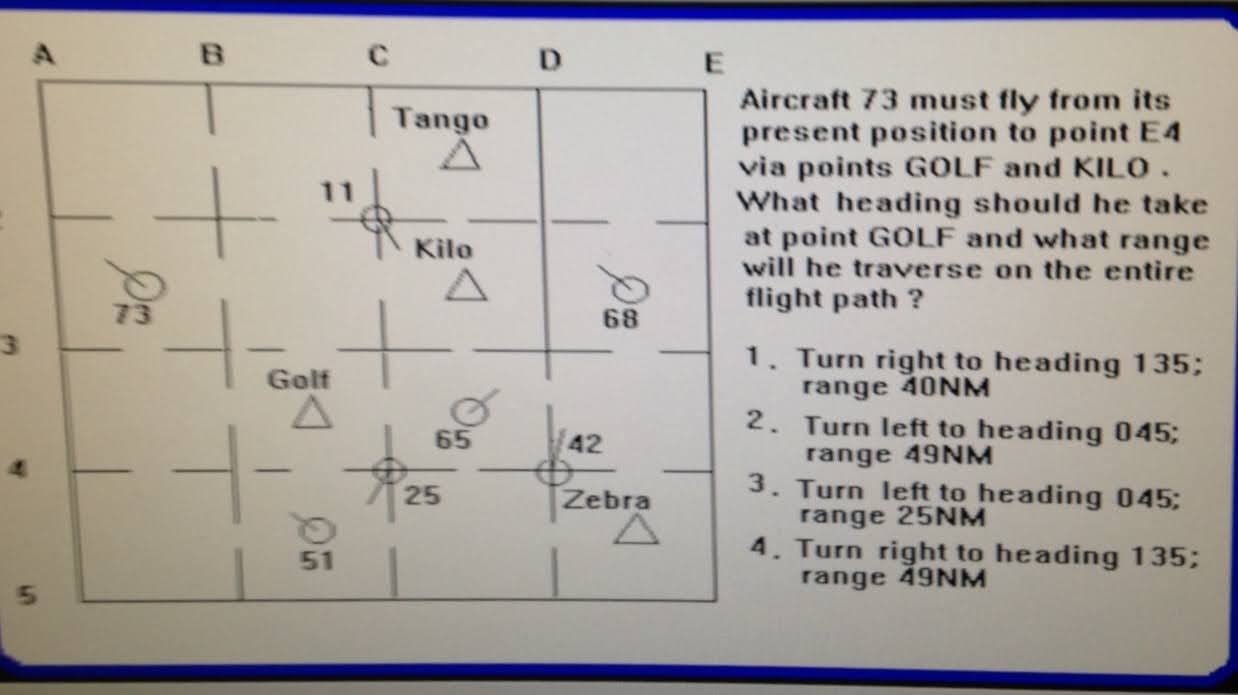 A B C D E
Tango
11
Kilo
73
68
3
Golf
65
42
4
25
Zebra
51
5
Aircraft 73 must fly from its
present position to point E4
via points GOLF and KILO .
What heading should he take
at point GOLF and what range
will he traverse on the entire
flight path ?
1. Turn right to heading 135;
range 40NM
2. Turn left to heading 045;
range 49NM
3. Turn left to heading 045;
range 25NM
4. Turn right to heading 135;
range 49NM